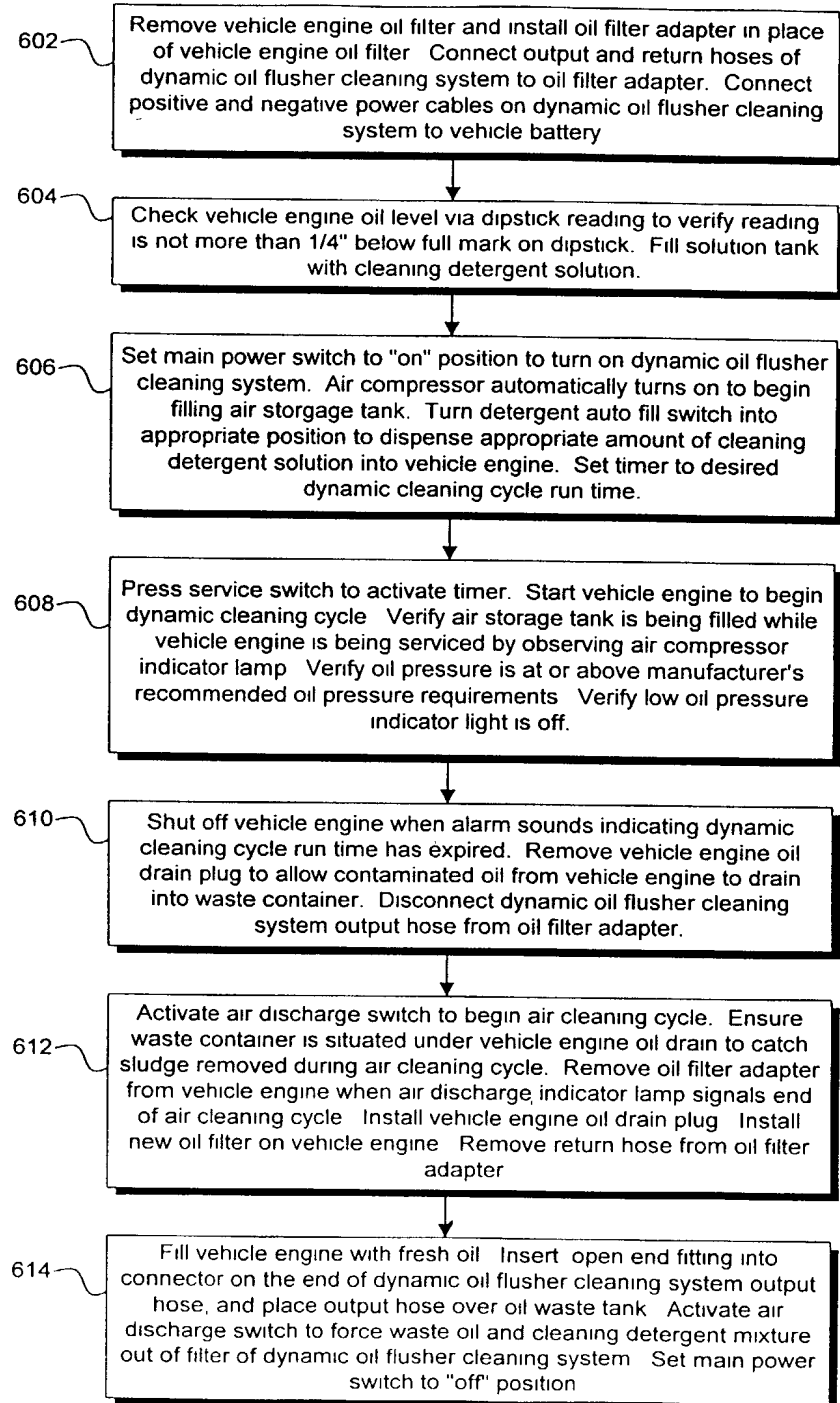 602
Remove vehicle engine oil filter and install oil filter adapter in place
of vehicle engine oil filter Connect output and return hoses of
dynamic oil flusher cleaning system to oil filter adapter. Connect
positive and negative power cables on dynamic oil flusher cleaning
system to vehicle battery
604
Check vehicle engine oil level via dipstick reading to verify reading
is not more than 1/4" below full mark on dipstick. Fill solution tank
with cleaning detergent solution.
606
Set main power switch to "on" position to turn on dynamic oil flusher
cleaning system. Air compressor automatically turns on to begin
filling air storgage tank. Turn detergent auto fill switch into
appropriate position to dispense appropriate amount of cleaning
detergent solution into vehicle engine. Set timer to desired
dynamic cleaning cycle run time.
608
Press service switch to activate timer. Start vehicle engine to begin
dynamic cleaning cycle Verify air storage tank is being filled while
vehicle engine is being serviced by observing air compressor
indicator lamp Verify oil pressure is at or above manufacturer's
recommended oil pressure requirements Verify low oil pressure
indicator light is off.
610
Shut off vehicle engine when alarm sounds indicating dynamic
cleaning cycle run time has expired. Remove vehicle engine oil
drain plug to allow contaminated oil from vehicle engine to drain
into waste container. Disconnect dynamic oil flusher cleaning
system output hose from oil filter adapter.
612
Activate air discharge switch to begin air cleaning cycle. Ensure
waste container is situated under vehicle engine oil drain to catch
sludge removed during air cleaning cycle. Remove oil filter adapter
from vehicle engine when air discharge indicator lamp signals end
of air cleaning cycle Install vehicle engine oil drain plug Install
new oil filter on vehicle engine Remove return hose from oil filter
adapter
614
Fill vehicle engine with fresh oil Insert open end fitting into
connector on the end of dynamic oil flusher cleaning system output
hose, and place output hose over oil waste tank Activate air
discharge switch to force waste oil and cleaning detergent mixture
out of filter of dynamic oil flusher cleaning system Set main power
switch to "off" position